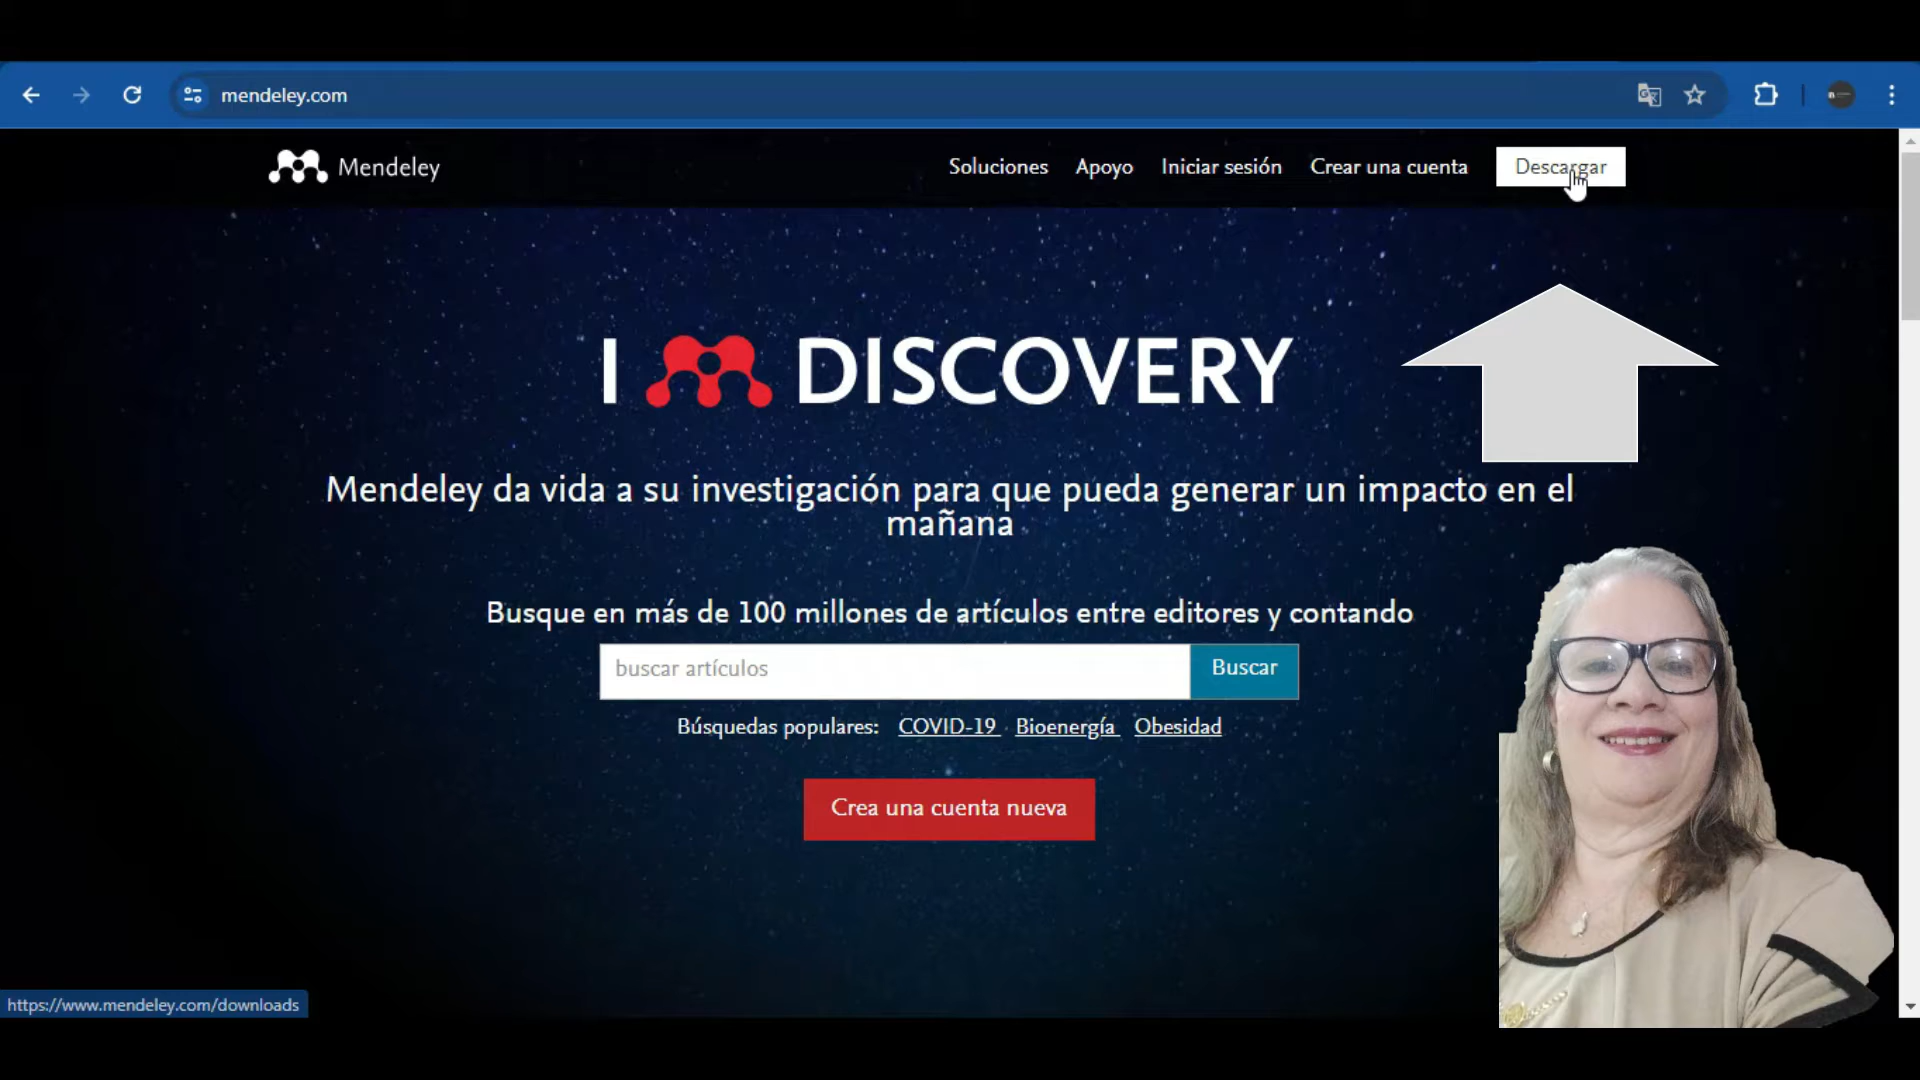 mendeley.com
Mendeley
Soluciones Apoyo Iniciar sesión Crear una cuenta Descargar
I DISCOVERY
Mendeley da vida a su investigación para que pueda generar un impacto en el
mañana
Busque en más de 100 millones de artículos entre editores y contando
buscar artículos Buscar
Búsquedas populares: COVID-19 Bioenergía Obesidad
Crea una cuenta nueva
https://www.mendeley.com/downloads